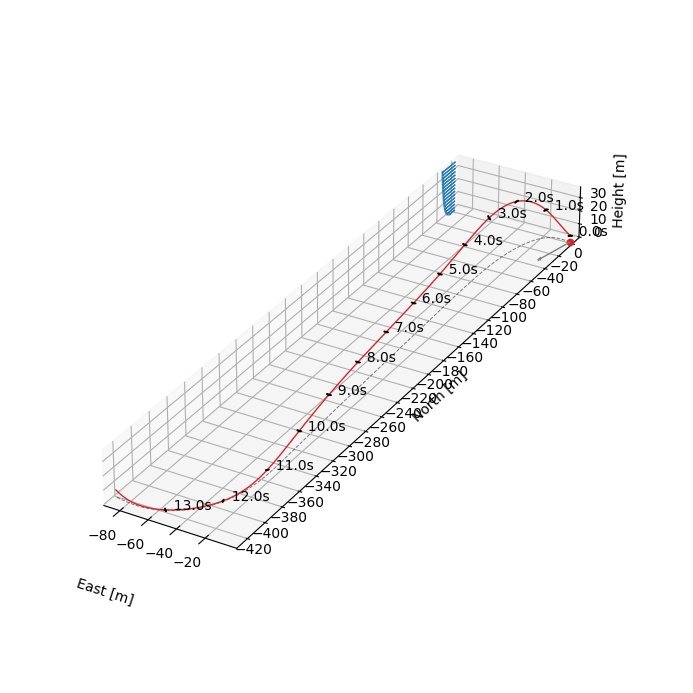 Height [m]
30
20
10
0
0.0s
1.0s
2.0s
3.0s
4.0s
5.0s
6.0s
7.0s
8.0s
9.0s
10.0s
11.0s
12.0s
13.0s
0
−20
−40
−60
−80
−100
−120
−140
−160
−180
−200
−220
−240
−260
−280
−300
−320
−340
−360
−380
−400
−420
North [m]
−80
−60
−40
−20
East [m]